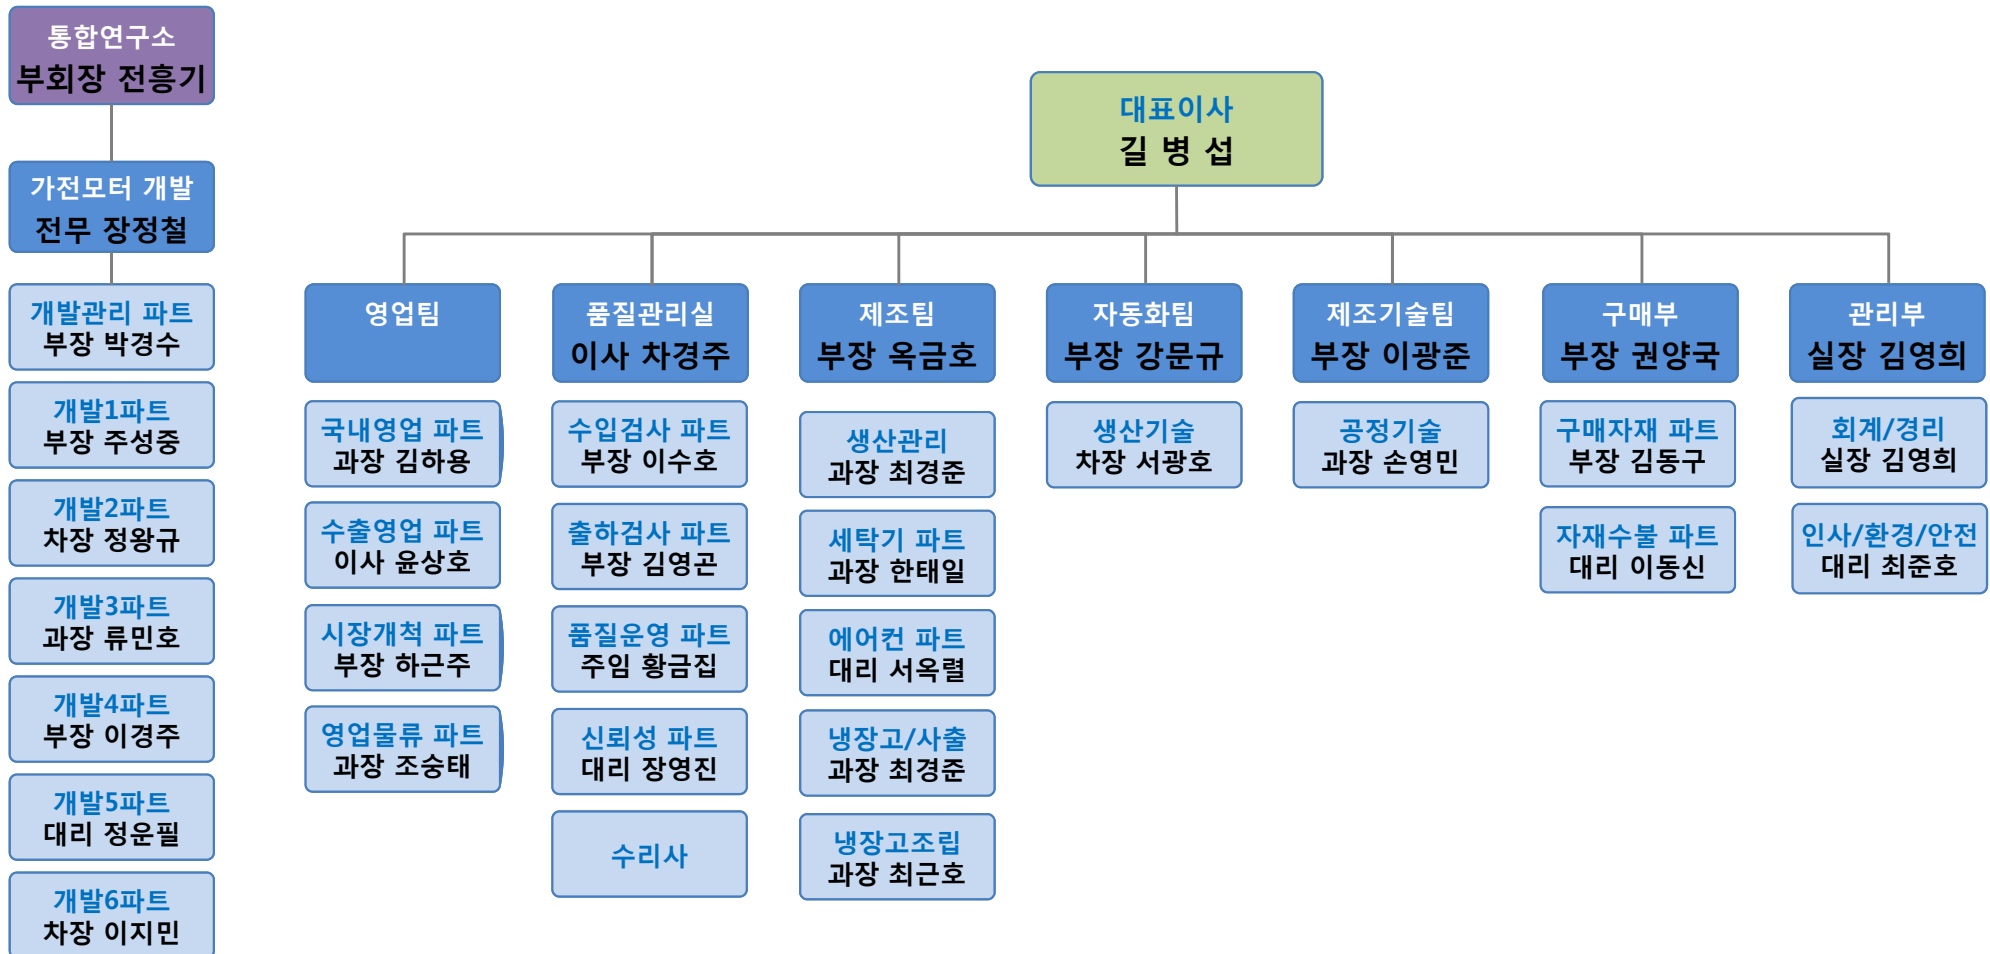 통합연구소
부회장 전흥기
가전모터 개발
전무 장정철
개발관리 파트
부장 박경수
개발1파트
부장 주성중
개발2파트
차장 정왕규
개발3파트
과장 류민호
개발4파트
부장 이경주
개발5파트
대리 정운필
개발6파트
차장 이지민
대표이사
길 병 섭
영업팀
국내영업 파트
과장 김하용
수출영업 파트
이사 윤상호
시장개척 파트
부장 하근주
영업물류 파트
과장 조숭태
품질관리실
이사 차경주
수입검사 파트
부장 이수호
출하검사 파트
부장 김영곤
품질운영 파트
주임 황금집
신뢰성 파트
대리 장영진
수리사
제조팀
부장 옥금호
생산관리
과장 최경준
세탁기 파트
과장 한태일
에어컨 파트
대리 서옥렬
냉장고/사출
과장 최경준
냉장고조립
과장 최근호
자동화팀
부장 강문규
생산기술
차장 서광호
제조기술팀
부장 이광준
공정기술
과장 손영민
구매부
부장 권양국
구매자재 파트
부장 김동구
자재수불 파트
대리 이동신
관리부
실장 김영희
회계/경리
실장 김영희
인사/환경/안전
대리 최준호